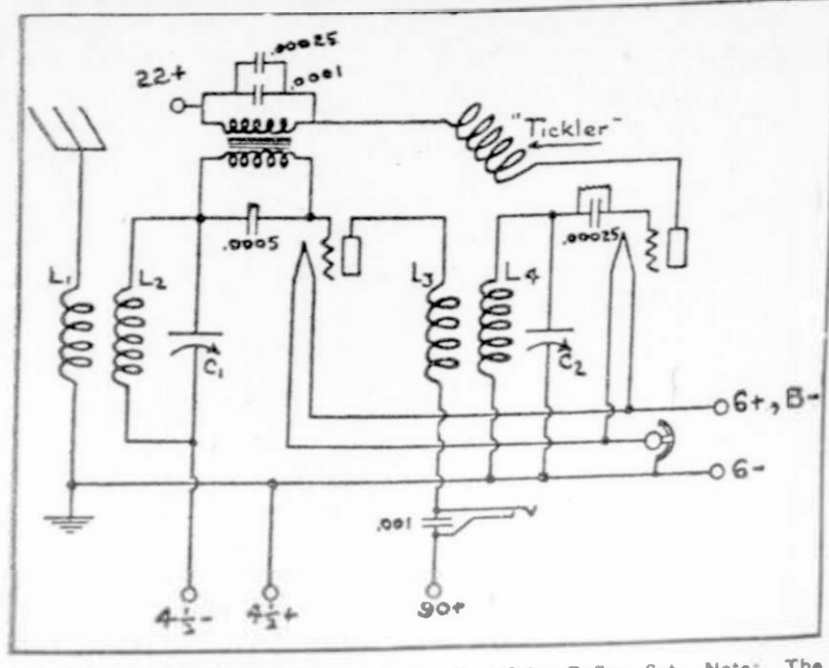 .00025
.0001
22+
"Tickler"
.0005
.00025
L1
L2
L3
L4
C1
C2
6+, B-
6-
.001
4½-
4½+
90+
Set. Note: The